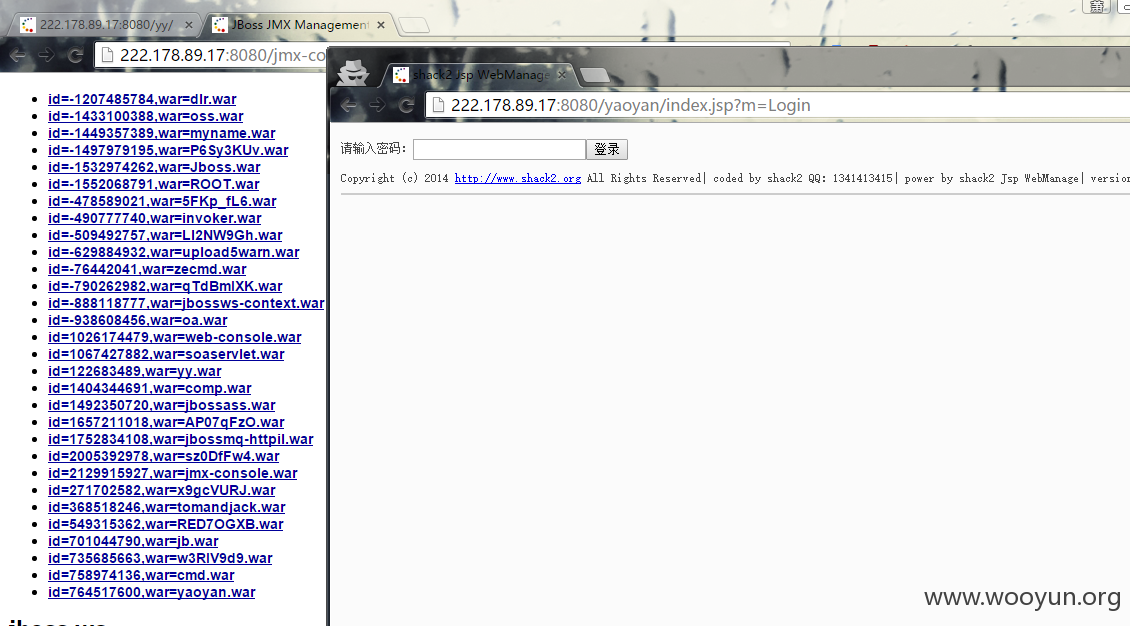 222.178.89.17:8080/yy/
JBoss JMX Management
222.178.89.17:8080/jmx-co
id=-1207485784,war=dlr.war
id=-1433100388,war=oss.war
id=-1449357389,war=myname.war
id=-1497979195,war=P6Sy3KUv.war
id=-1532974262,war=Jboss.war
id=-1552068791,war=ROOT.war
id=-478589021,war=5FKp_fL6.war
id=-490777740,war=invoker.war
id=-509492757,war=LI2NW9Gh.war
id=-629884932,war=upload5warn.war
id=-76442041,war=zecmd.war
id=-790262982,war=qTdBmlXK.war
id=-888118777,war=jbossws-context.war
id=-938608456,war=oa.war
id=1026174479,war=web-console.war
id=1067427882,war=soaservlet.war
id=122683489,war=yy.war
id=1404344691,war=comp.war
id=1492350720,war=jbossass.war
id=1657211018,war=AP07qFzO.war
id=1752834108,war=jbossmq-httpil.war
id=2005392978,war=sz0DfFw4.war
id=2129915927,war=jmx-console.war
id=271702582,war=x9gcVURJ.war
id=368518246,war=tomandjack.war
id=549315362,war=RED7OGXB.war
id=701044790,war=jb.war
id=735685663,war=w3RlV9d9.war
id=758974136,war=cmd.war
id=764517600,war=yaoyan.war
shack2 Jsp WebManage
222.178.89.17:8080/yaoyan/index.jsp?m=Login
请输入密码: 登录
Copyright (c) 2014 http://www.shack2.org All Rights Reserved| coded by shack2 QQ: 1341413415| power by shack2 Jsp WebManage| version
www.wooyun.org